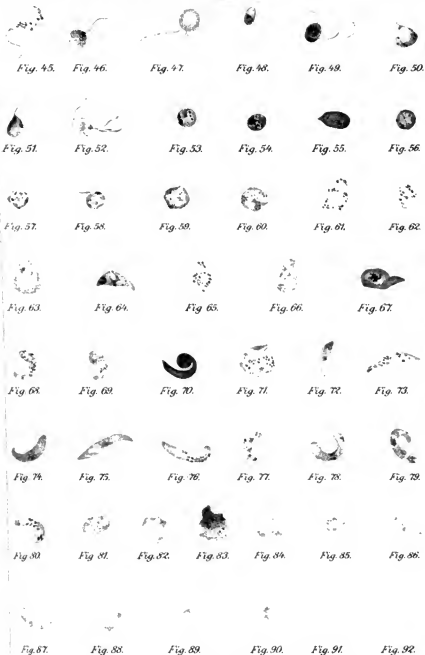 Fig. 45. Fig. 46. Fig. 47. Fig. 48. Fig. 49. Fig. 50.
Fig. 51. Fig. 52. Fig. 53. Fig. 54. Fig. 55. Fig. 56.
Fig. 57. Fig. 58. Fig. 59. Fig. 60. Fig. 61. Fig. 62.
Fig. 63. Fig. 64. Fig 65. Fig. 66. Fig. 67.
Fig. 68. Fig. 69. Fig. 70. Fig. 71. Fig. 72. Fig. 73.
Fig. 74. Fig. 75. Fig. 76. Fig. 77. Fig. 78. Fig. 79.
Fig 80. Fig. 81. Fig. 82. Fig. 83. Fig. 84. Fig. 85. Fig. 86.
Fig. 87. Fig. 88. Fig. 89. Fig. 90. Fig. 91. Fig. 92.